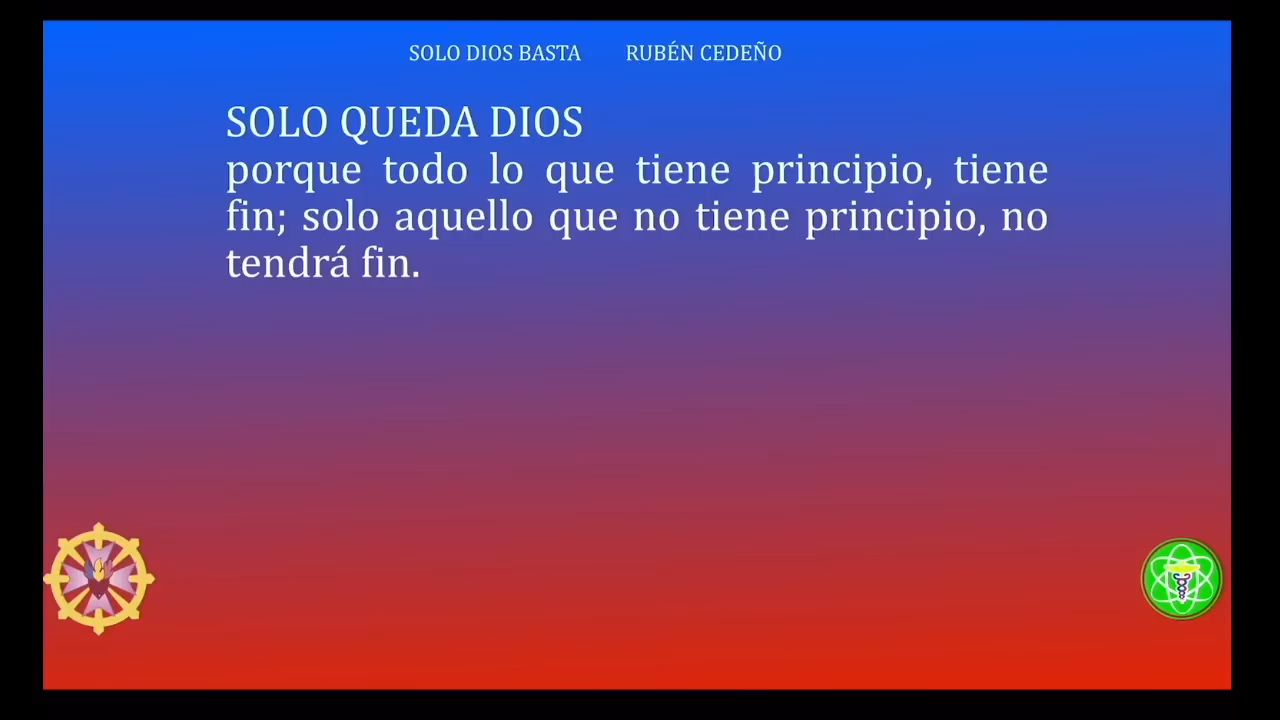 SOLO DIOS BASTA RUBÉN CEDEÑO
SOLO QUEDA DIOS
porque todo lo que tiene principio, tiene
fin; solo aquello que no tiene principio, no
tendrá fin.